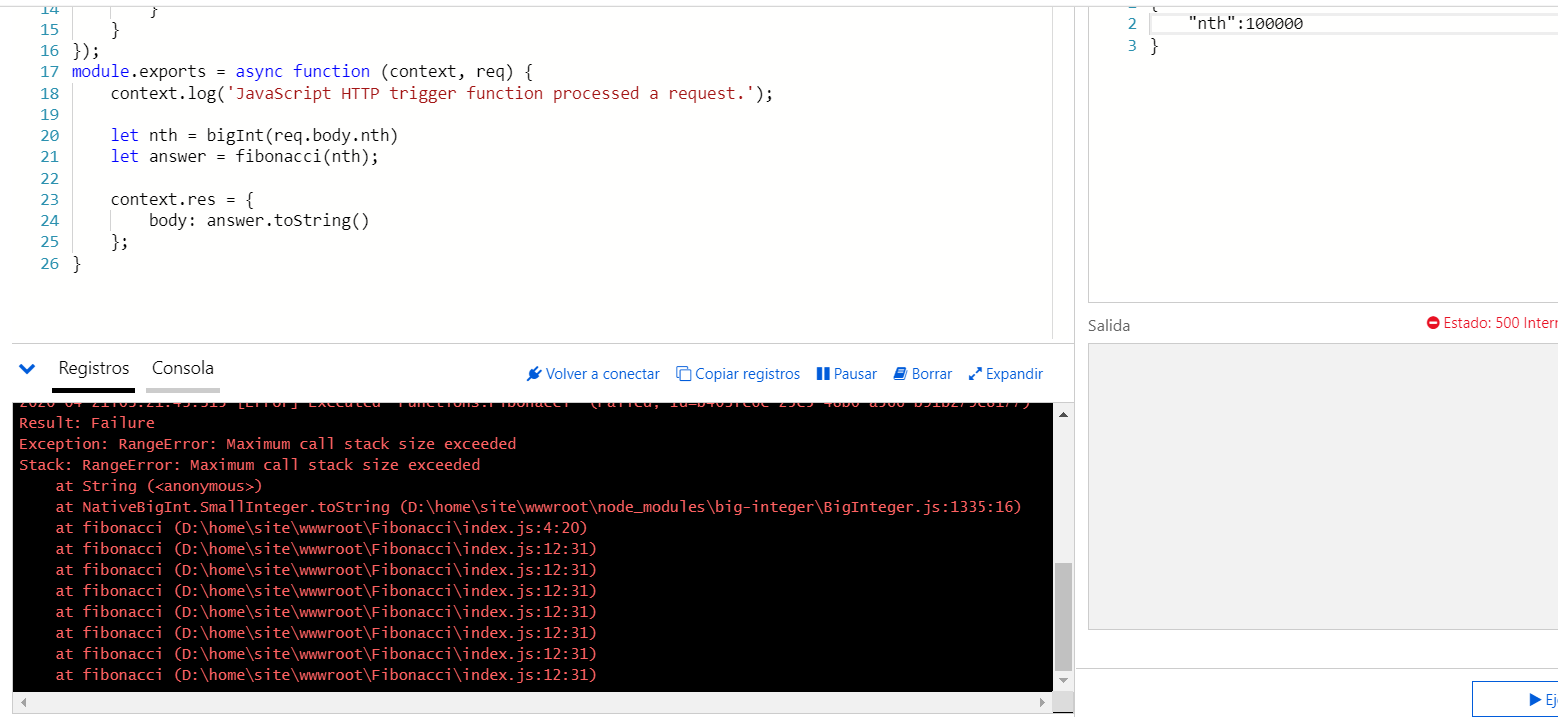 14 }
15 }
16 });
17 module.exports = async function (context, req) {
18 context.log('JavaScript HTTP trigger function processed a request.');
19
20 let nth = bigInt(req.body.nth)
21 let answer = fibonacci(nth);
22
23 context.res = {
24 body: answer.toString()
25 };
26 }
{
2 "nth":100000
3 }
Salida
Estado: 500 Interr
Registros Consola
Volver a conectar Copiar registros Pausar Borrar Expandir
[Error] Executed 'Functions.Fibonacci' (Failed,
Result: Failure
Exception: RangeError: Maximum call stack size exceeded
Stack: RangeError: Maximum call stack size exceeded
at String (<anonymous>)
at NativeBigInt.SmallInteger.toString (D:\home\site\wwwroot\node_modules\big-integer\BigInteger.js:1335:16)
at fibonacci (D:\home\site\wwwroot\Fibonacci\index.js:4:20)
at fibonacci (D:\home\site\wwwroot\Fibonacci\index.js:12:31)
at fibonacci (D:\home\site\wwwroot\Fibonacci\index.js:12:31)
at fibonacci (D:\home\site\wwwroot\Fibonacci\index.js:12:31)
at fibonacci (D:\home\site\wwwroot\Fibonacci\index.js:12:31)
at fibonacci (D:\home\site\wwwroot\Fibonacci\index.js:12:31)
at fibonacci (D:\home\site\wwwroot\Fibonacci\index.js:12:31)
at fibonacci (D:\home\site\wwwroot\Fibonacci\index.js:12:31)
Eje